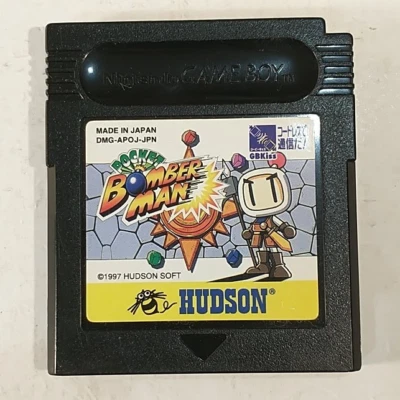 Nintendo GAME BOY™
MADE IN JAPAN
DMG-APOJ-JPN
コードレスで
通信だ!
GBKiss
POCKET
BOMBER
MAN
©1997 HUDSON SOFT
HUDSON®